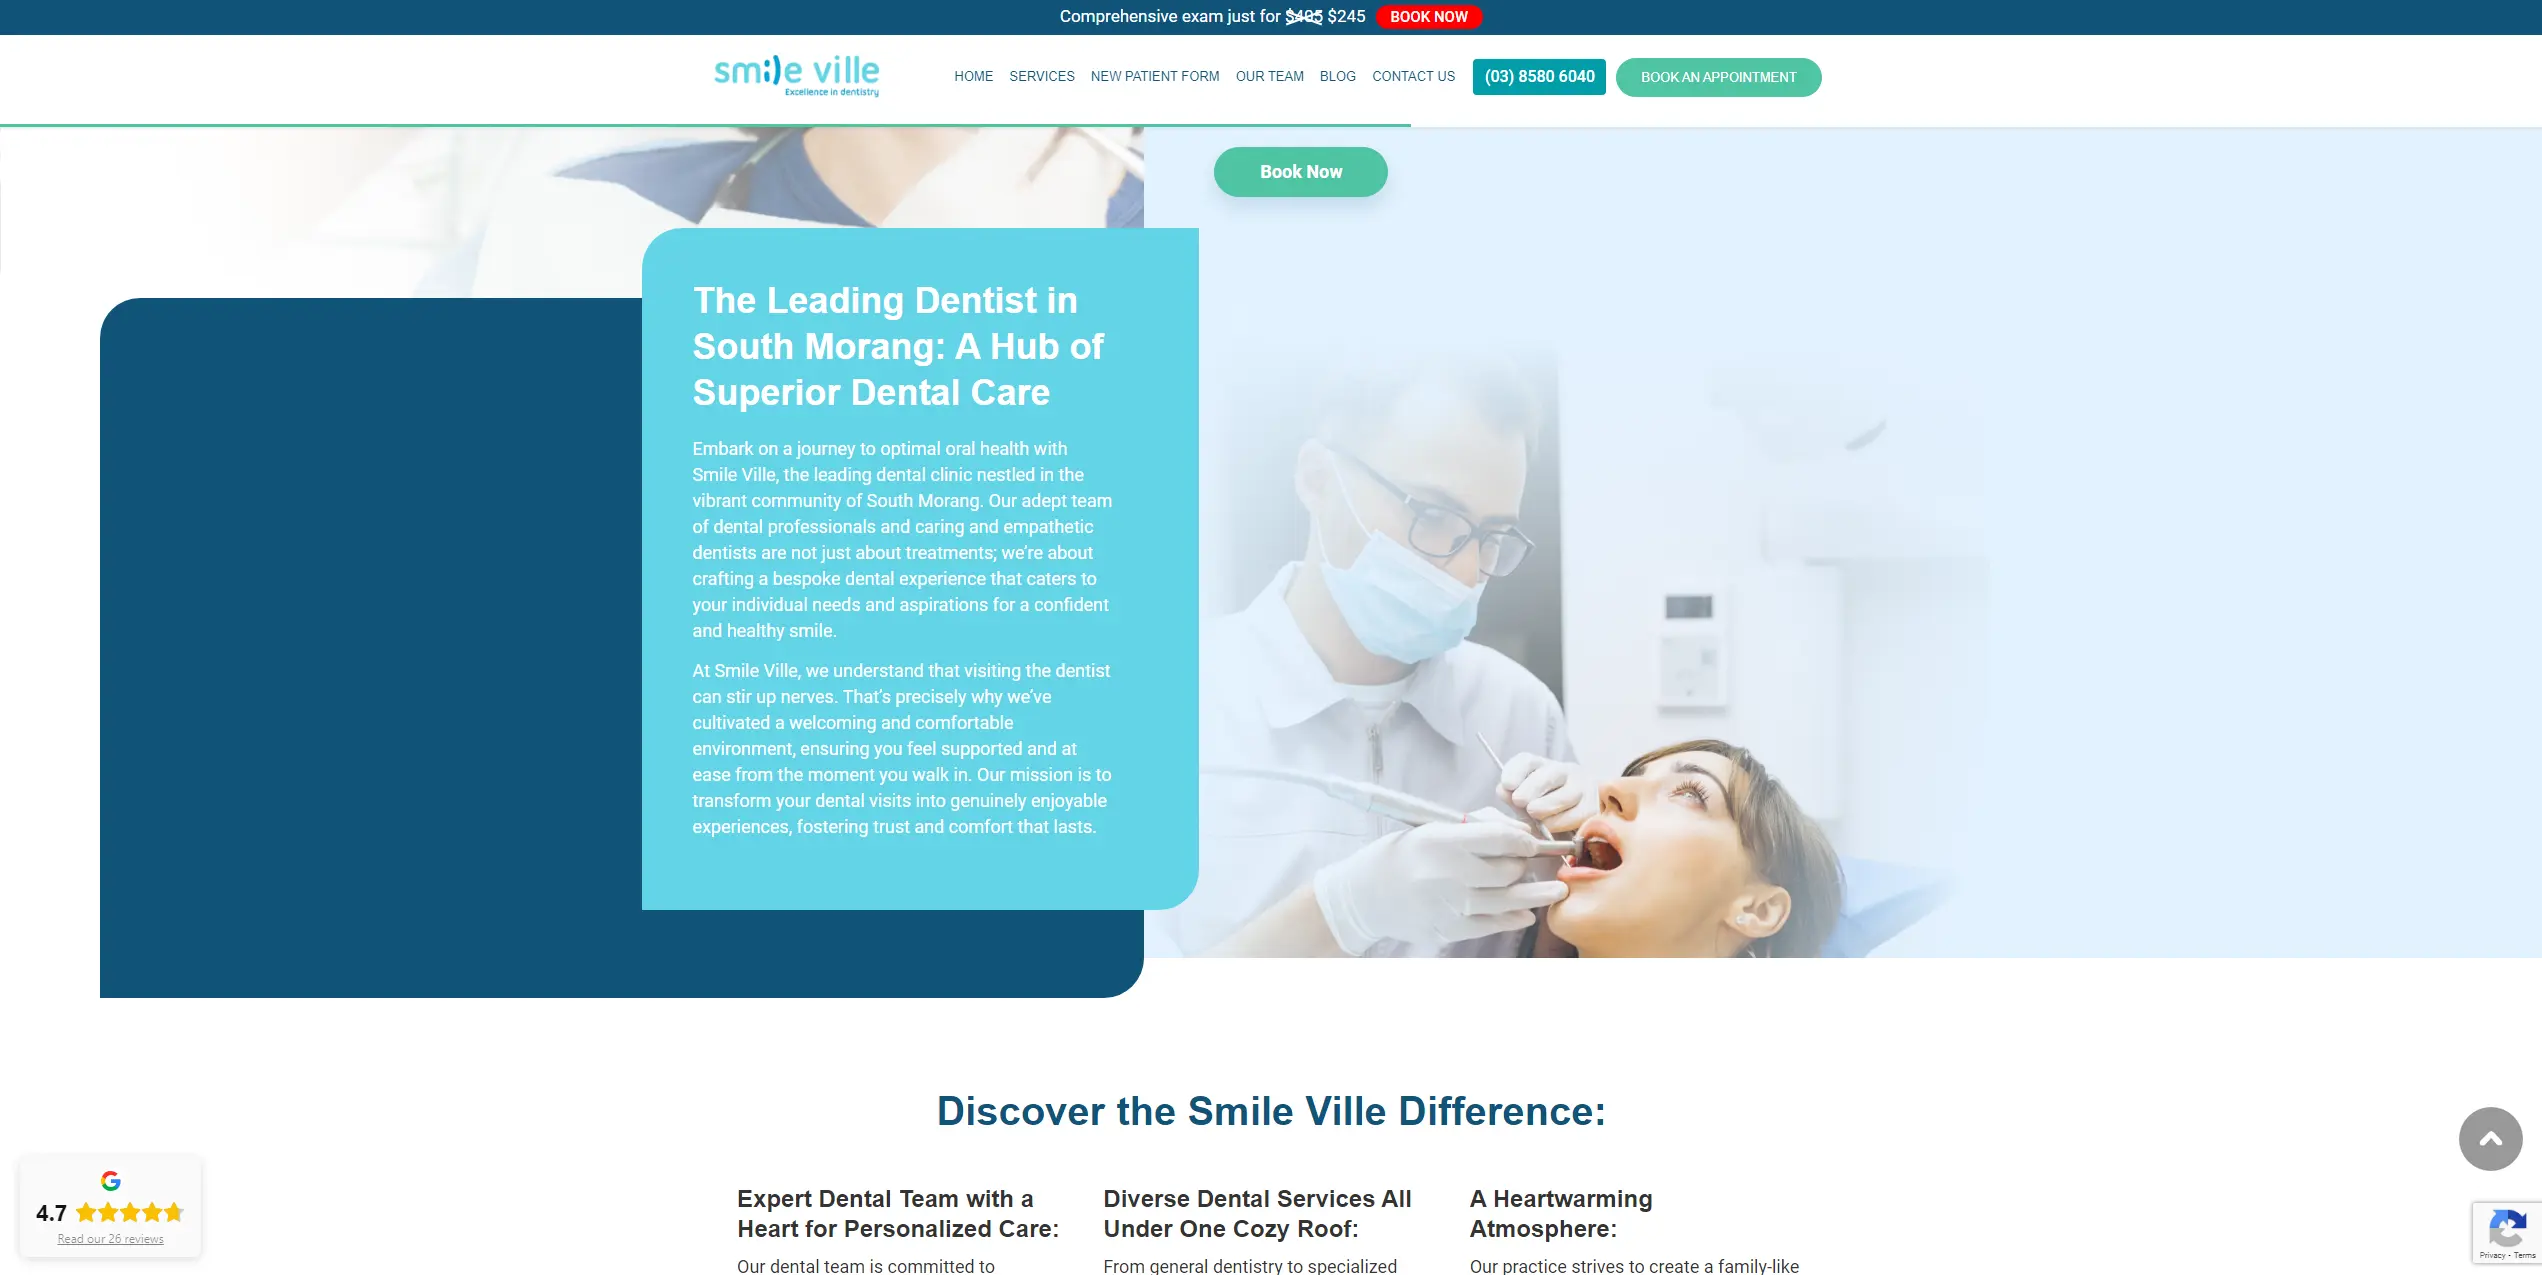 Comprehensive exam just for $495 $245 BOOK NOW
smile ville
Excellence in dentistry
HOME SERVICES NEW PATIENT FORM OUR TEAM BLOG CONTACT US (03) 8580 6040 BOOK AN APPOINTMENT
Book Now
The Leading Dentist in
South Morang: A Hub of
Superior Dental Care
Embark on a journey to optimal oral health with
Smile Ville, the leading dental clinic nestled in the
vibrant community of South Morang. Our adept team
of dental professionals and caring and empathetic
dentists are not just about treatments; we're about
crafting a bespoke dental experience that caters to
your individual needs and aspirations for a confident
and healthy smile.
At Smile Ville, we understand that visiting the dentist
can stir up nerves. That's precisely why we've
cultivated a welcoming and comfortable
environment, ensuring you feel supported and at
ease from the moment you walk in. Our mission is to
transform your dental visits into genuinely enjoyable
experiences, fostering trust and comfort that lasts.
Discover the Smile Ville Difference:
Expert Dental Team with a
Heart for Personalized Care:
Our dental team is committed to
Diverse Dental Services All
Under One Cozy Roof:
From general dentistry to specialized
A Heartwarming
Atmosphere:
Our practice strives to create a family-like
4.7
Read our 26 reviews
Privacy - Terms